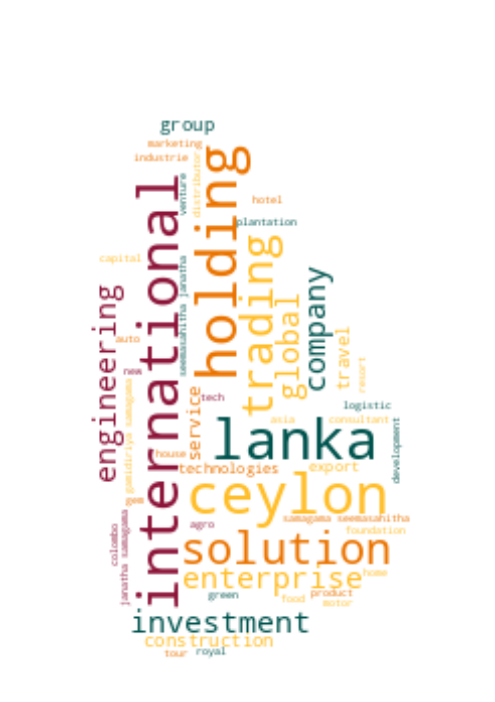 group
marketing
industrie
distributor
venture
international
holding
hotel
plantation
capital
seemasahitha janatha
trading
global
company
engineering
auto
travel
resort
new
gamidiriya samagama
service
tech
logistic
asia
consultant
lanka
development
house
technologies
export
gem
ceylon
colombo
janatha samagama
agro
samagama seemasahitha
foundation
solution
enterprise
home
green
food
product
motor
investment
construction
tour
royal